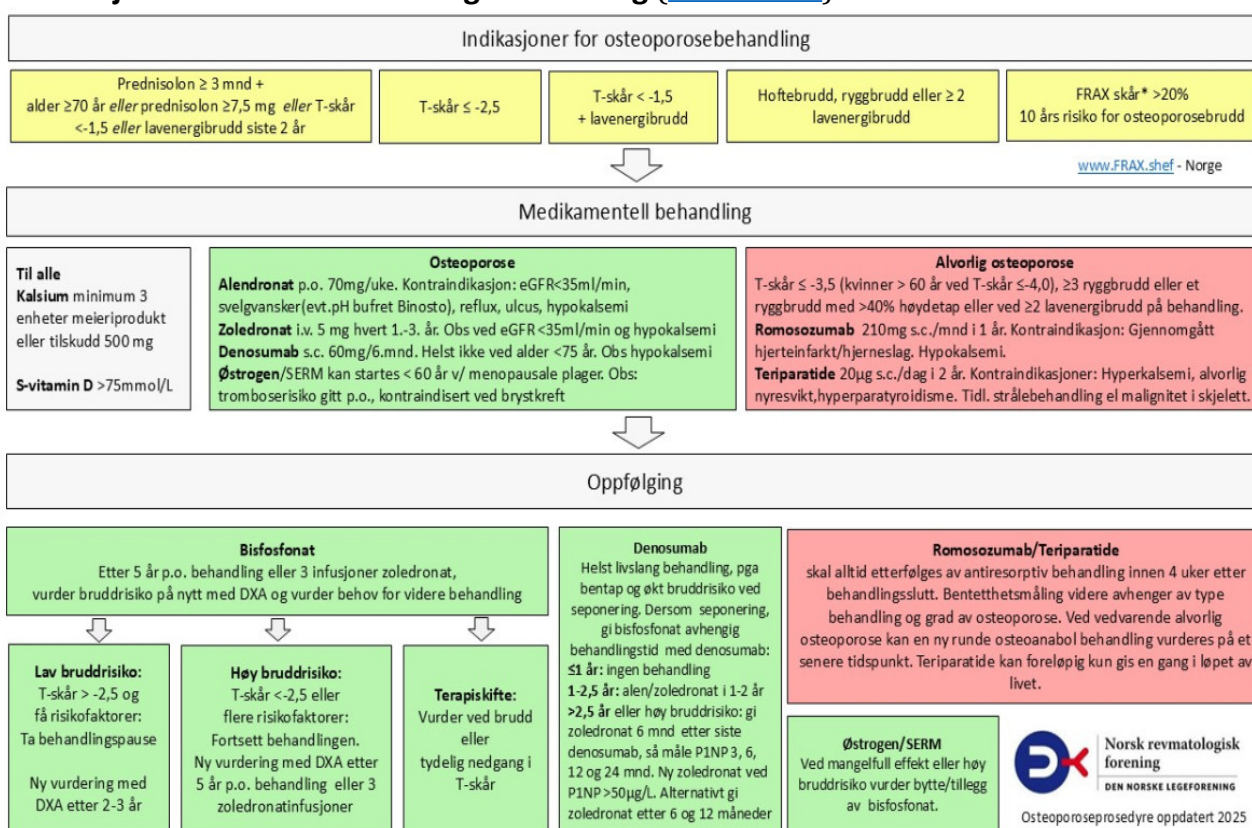 Indikasjoner for osteoporosebehandling
Prednisolon ≥ 3 mnd +
alder ≥70 år eller prednisolon ≥7,5 mg eller T-skår
<-1,5 eller lavenergibrudd siste 2 år
T-skår ≤ -2,5
T-skår < -1,5
+ lavenergibrudd
Hoftebrudd, ryggbrudd eller ≥ 2
lavenergibrudd
FRAX skår* >20%
10 års risiko for osteoporosebrudd
www.FRAX.shef - Norge
Medikamentell behandling
Til alle
Kalsium minimum 3
enheter meieriprodukt
eller tilskudd 500 mg
S-vitamin D >75mmol/L
Osteoporose
Alendronat p.o. 70mg/uke. Kontraindikasjon: eGFR<35ml/min,
svelgvansker(evt.pH bufret Binosto), reflux, ulcus, hypokalsemi
Zoledronat i.v. 5 mg hvert 1.-3. år. Obs ved eGFR <35ml/min og hypokalsemi
Denosumab s.c. 60mg/6.mnd. Helst ikke ved alder <75 år. Obs hypokalsemi
Østrogen/SERM kan startes < 60 år v/ menopausale plager. Obs:
tromboserisiko gitt p.o., kontraindisert ved brystkreft
Alvorlig osteoporose
T-skår ≤ -3,5 (kvinner > 60 år ved T-skår ≤-4,0), ≥3 ryggbrudd eller et
ryggbrudd med >40% høydetap eller ved ≥2 lavenergibrudd på behandling.
Romosozumab 210mg s.c./mnd i 1 år. Kontraindikasjon: Gjennomgått
hjerteinfarkt/hjerneslag. Hypokalsemi.
Teriparatide 20µg s.c./dag i 2 år. Kontraindikasjoner: Hyperkalsemi, alvorlig
nyresvikt,hyperparatyroidisme. Tidl. strålebehandling el malignitet i skjelett.
Oppfølging
Bisfosfonat
Etter 5 år p.o. behandling eller 3 infusjoner zoledronat,
vurder bruddrisiko på nytt med DXA og vurder behov for videre behandling
Lav bruddrisiko:
T-skår > -2,5 og
få risikofaktorer:
Ta behandlingspause
Ny vurdering med
DXA etter 2-3 år
Høy bruddrisiko:
T-skår <-2,5 eller
flere risikofaktorer:
Fortsett behandlingen.
Ny vurdering med DXA etter
5 år p.o. behandling eller 3
zoledronatinfusjoner
Terapiskifte:
Vurder ved brudd
eller
tydelig nedgang i
T-skår
Denosumab
Helst livslang behandling, pga
bentap og økt bruddrisiko ved
seponering. Dersom seponering,
gi bisfosfonat avhengig
behandlingstid med denosumab:
≤1 år: ingen behandling
1-2,5 år: alen/zoledronat i 1-2 år
>2,5 år eller høy bruddrisiko: gi
zoledronat 6 mnd etter siste
denosumab, så måle P1NP 3, 6,
12 og 24 mnd. Ny zoledronat ved
P1NP >50µg/L. Alternativt gi
zoledronat etter 6 og 12 måneder
Romosozumab/Teriparatide
skal alltid etterfølges av antiresorptiv behandling innen 4 uker etter
behandlingsslutt. Bentetthetsmåling videre avhenger av type
behandling og grad av osteoporose. Ved vedvarende alvorlig
osteoporose kan en ny runde osteoanabol behandling vurderes på et
senere tidspunkt. Teriparatide kan foreløpig kun gis en gang i løpet av
livet.
Østrogen/SERM
Ved mangelfull effekt eller høy
bruddrisiko vurder bytte/tillegg
av bisfosfonat.
Norsk revmatologisk
forening
DEN NORSKE LEGEFORENING
Osteoporoseprosedyre oppdatert 2025